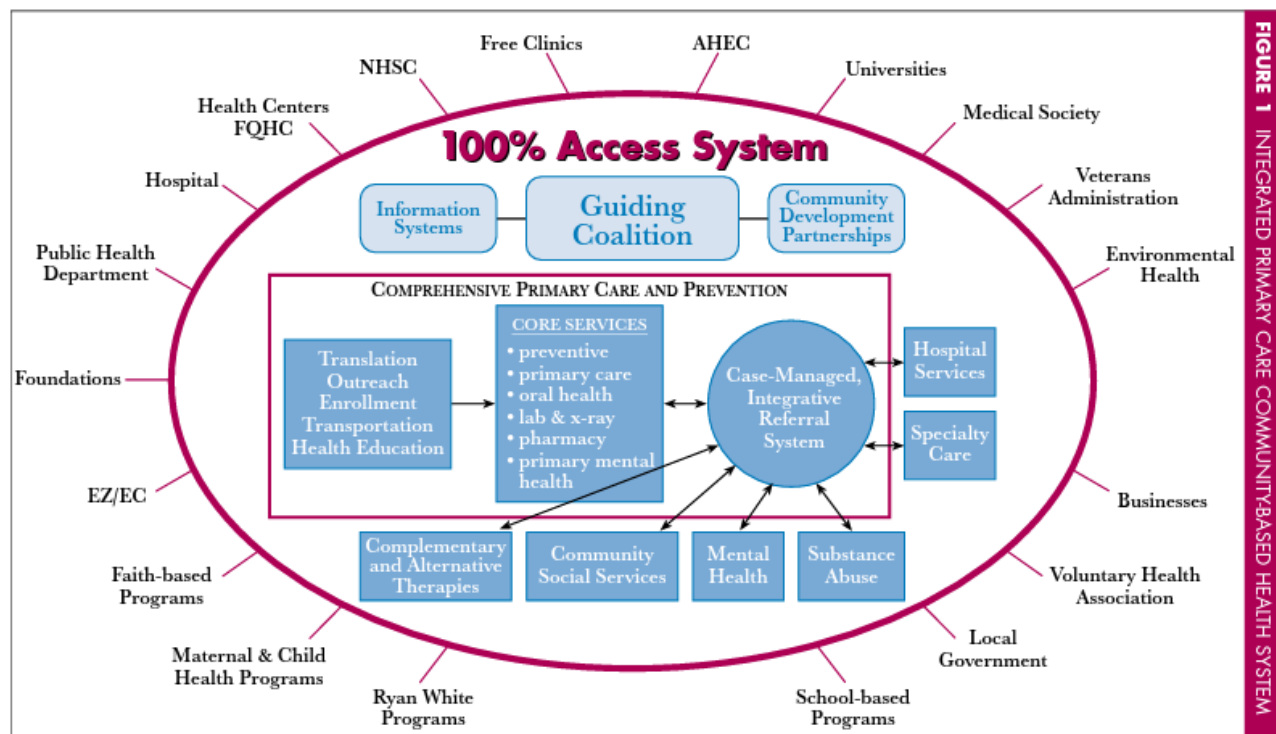 FIGURE 1 INTEGRATED PRIMARY CARE COMMUNITY-BASED HEALTH SYSTEM
Free Clinics
AHEC
NHSC
Universities
Health Centers
FQHC
Medical Society
Hospital
Veterans
Administration
Public Health
Department
Environmental
Health
Foundations
EZ/EC
Businesses
Faith-based
Programs
Voluntary Health
Association
Maternal & Child
Health Programs
Local
Government
Ryan White
Programs
School-based
Programs
100% Access System
Information
Systems
Guiding
Coalition
Community
Development
Partnerships
COMPREHENSIVE PRIMARY CARE AND PREVENTION
Translation
Outreach
Enrollment
Transportation
Health Education
CORE SERVICES
• preventive
• primary care
• oral health
• lab & x-ray
• pharmacy
• primary mental
health
Case-Managed,
Integrative
Referral
System
Hospital
Services
Specialty
Care
Complementary
and Alternative
Therapies
Community
Social Services
Mental
Health
Substance
Abuse